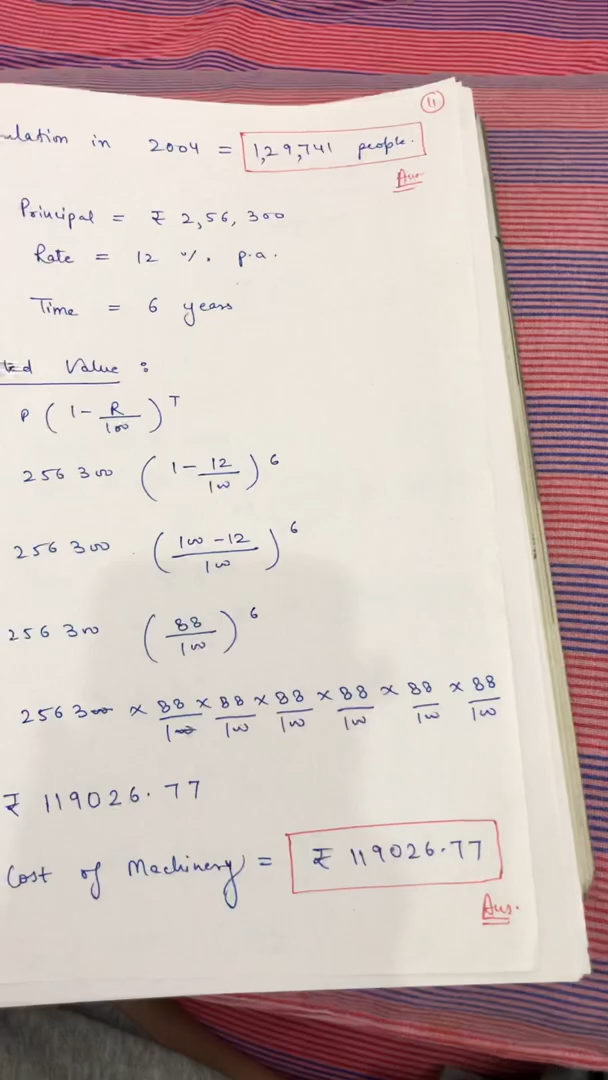 11
ulation in 2004 = 1,29,741 people.
Ans
Principal = ₹ 2,56,300
Rate = 12 %. p.a.
Time = 6 years
ted Value :
P ( 1 - R/100 )^T
256300 ( 1 - 12/100 )^6
256300 ( 100 - 12/100 )^6
256300 ( 88/100 )^6
256300 × 88/100 × 88/100 × 88/100 × 88/100 × 88/100 × 88/100
₹ 119026.77
Cost of Machinery = ₹ 119026.77
Ans.